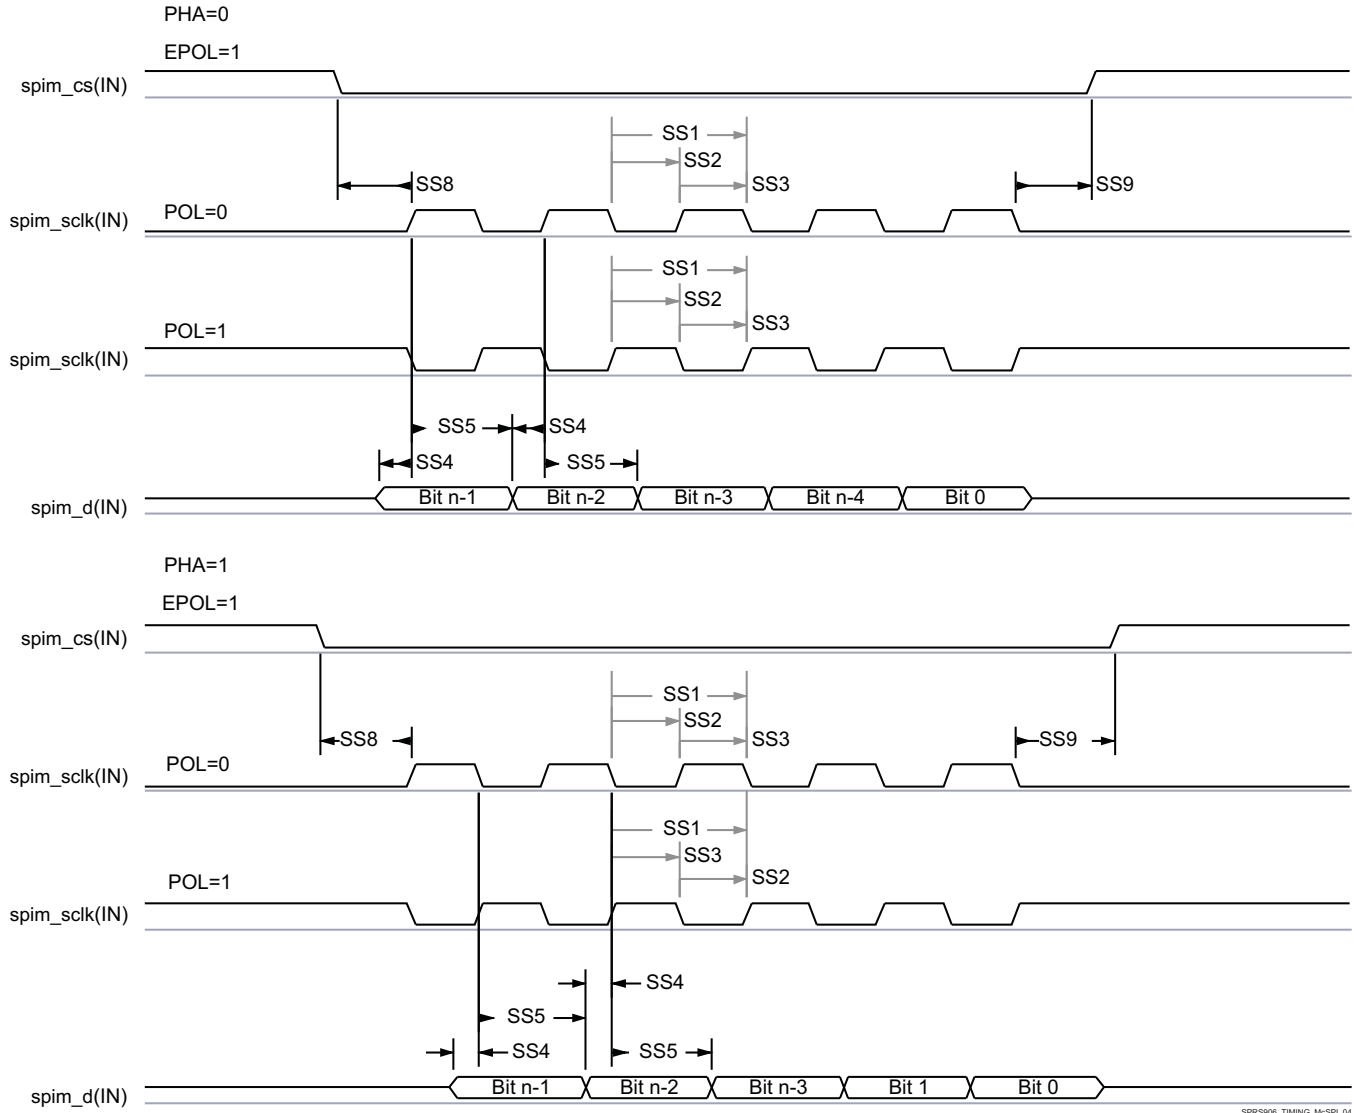 PHA=0
EPOL=1
spim_cs(IN)
SS1
SS2
SS8
SS3
SS9
POL=0
spim_sclk(IN)
SS1
SS2
SS3
POL=1
spim_sclk(IN)
SS5
SS4
SS4
SS5
Bit n-1
Bit n-2
Bit n-3
Bit n-4
Bit 0
spim_d(IN)
PHA=1
EPOL=1
spim_cs(IN)
SS1
SS2
SS8
SS3
SS9
POL=0
spim_sclk(IN)
SS1
SS3
SS2
POL=1
spim_sclk(IN)
SS4
SS5
SS4
SS5
Bit n-1
Bit n-2
Bit n-3
Bit 1
Bit 0
spim_d(IN)
SPRS906_TIMING_McSPI_04